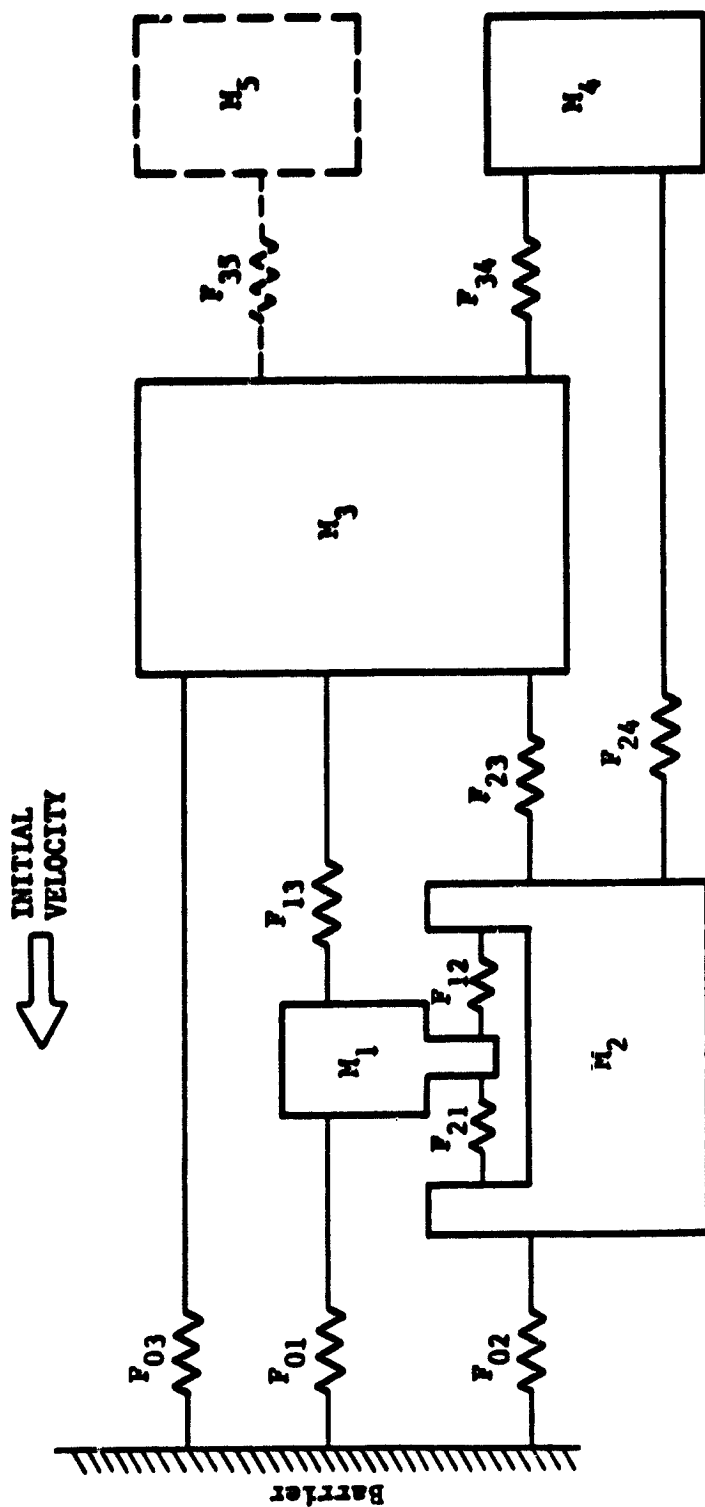 INITIAL
VELOCITY
Barrier
F03
F01
F02
M1
F21
F12
M2
F13
F23
F24
M3
F35
F34
M5
M4